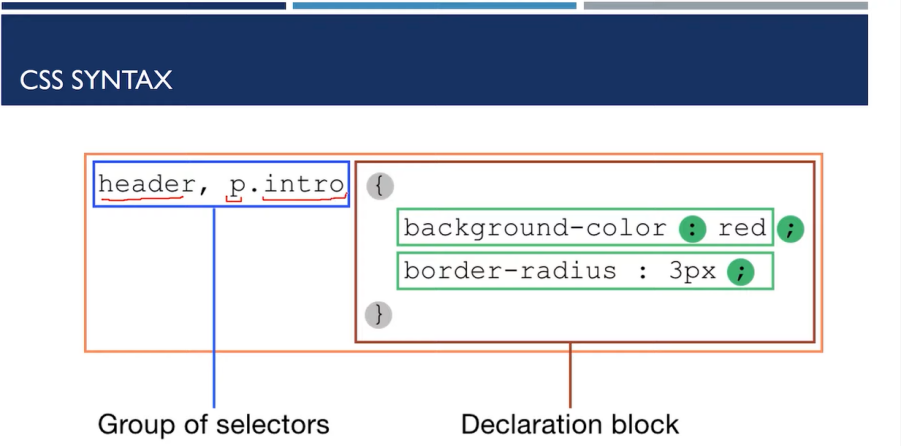 CSS SYNTAX
header, p.intro {
background-color : red ;
border-radius : 3px ;
}
Group of selectors
Declaration block